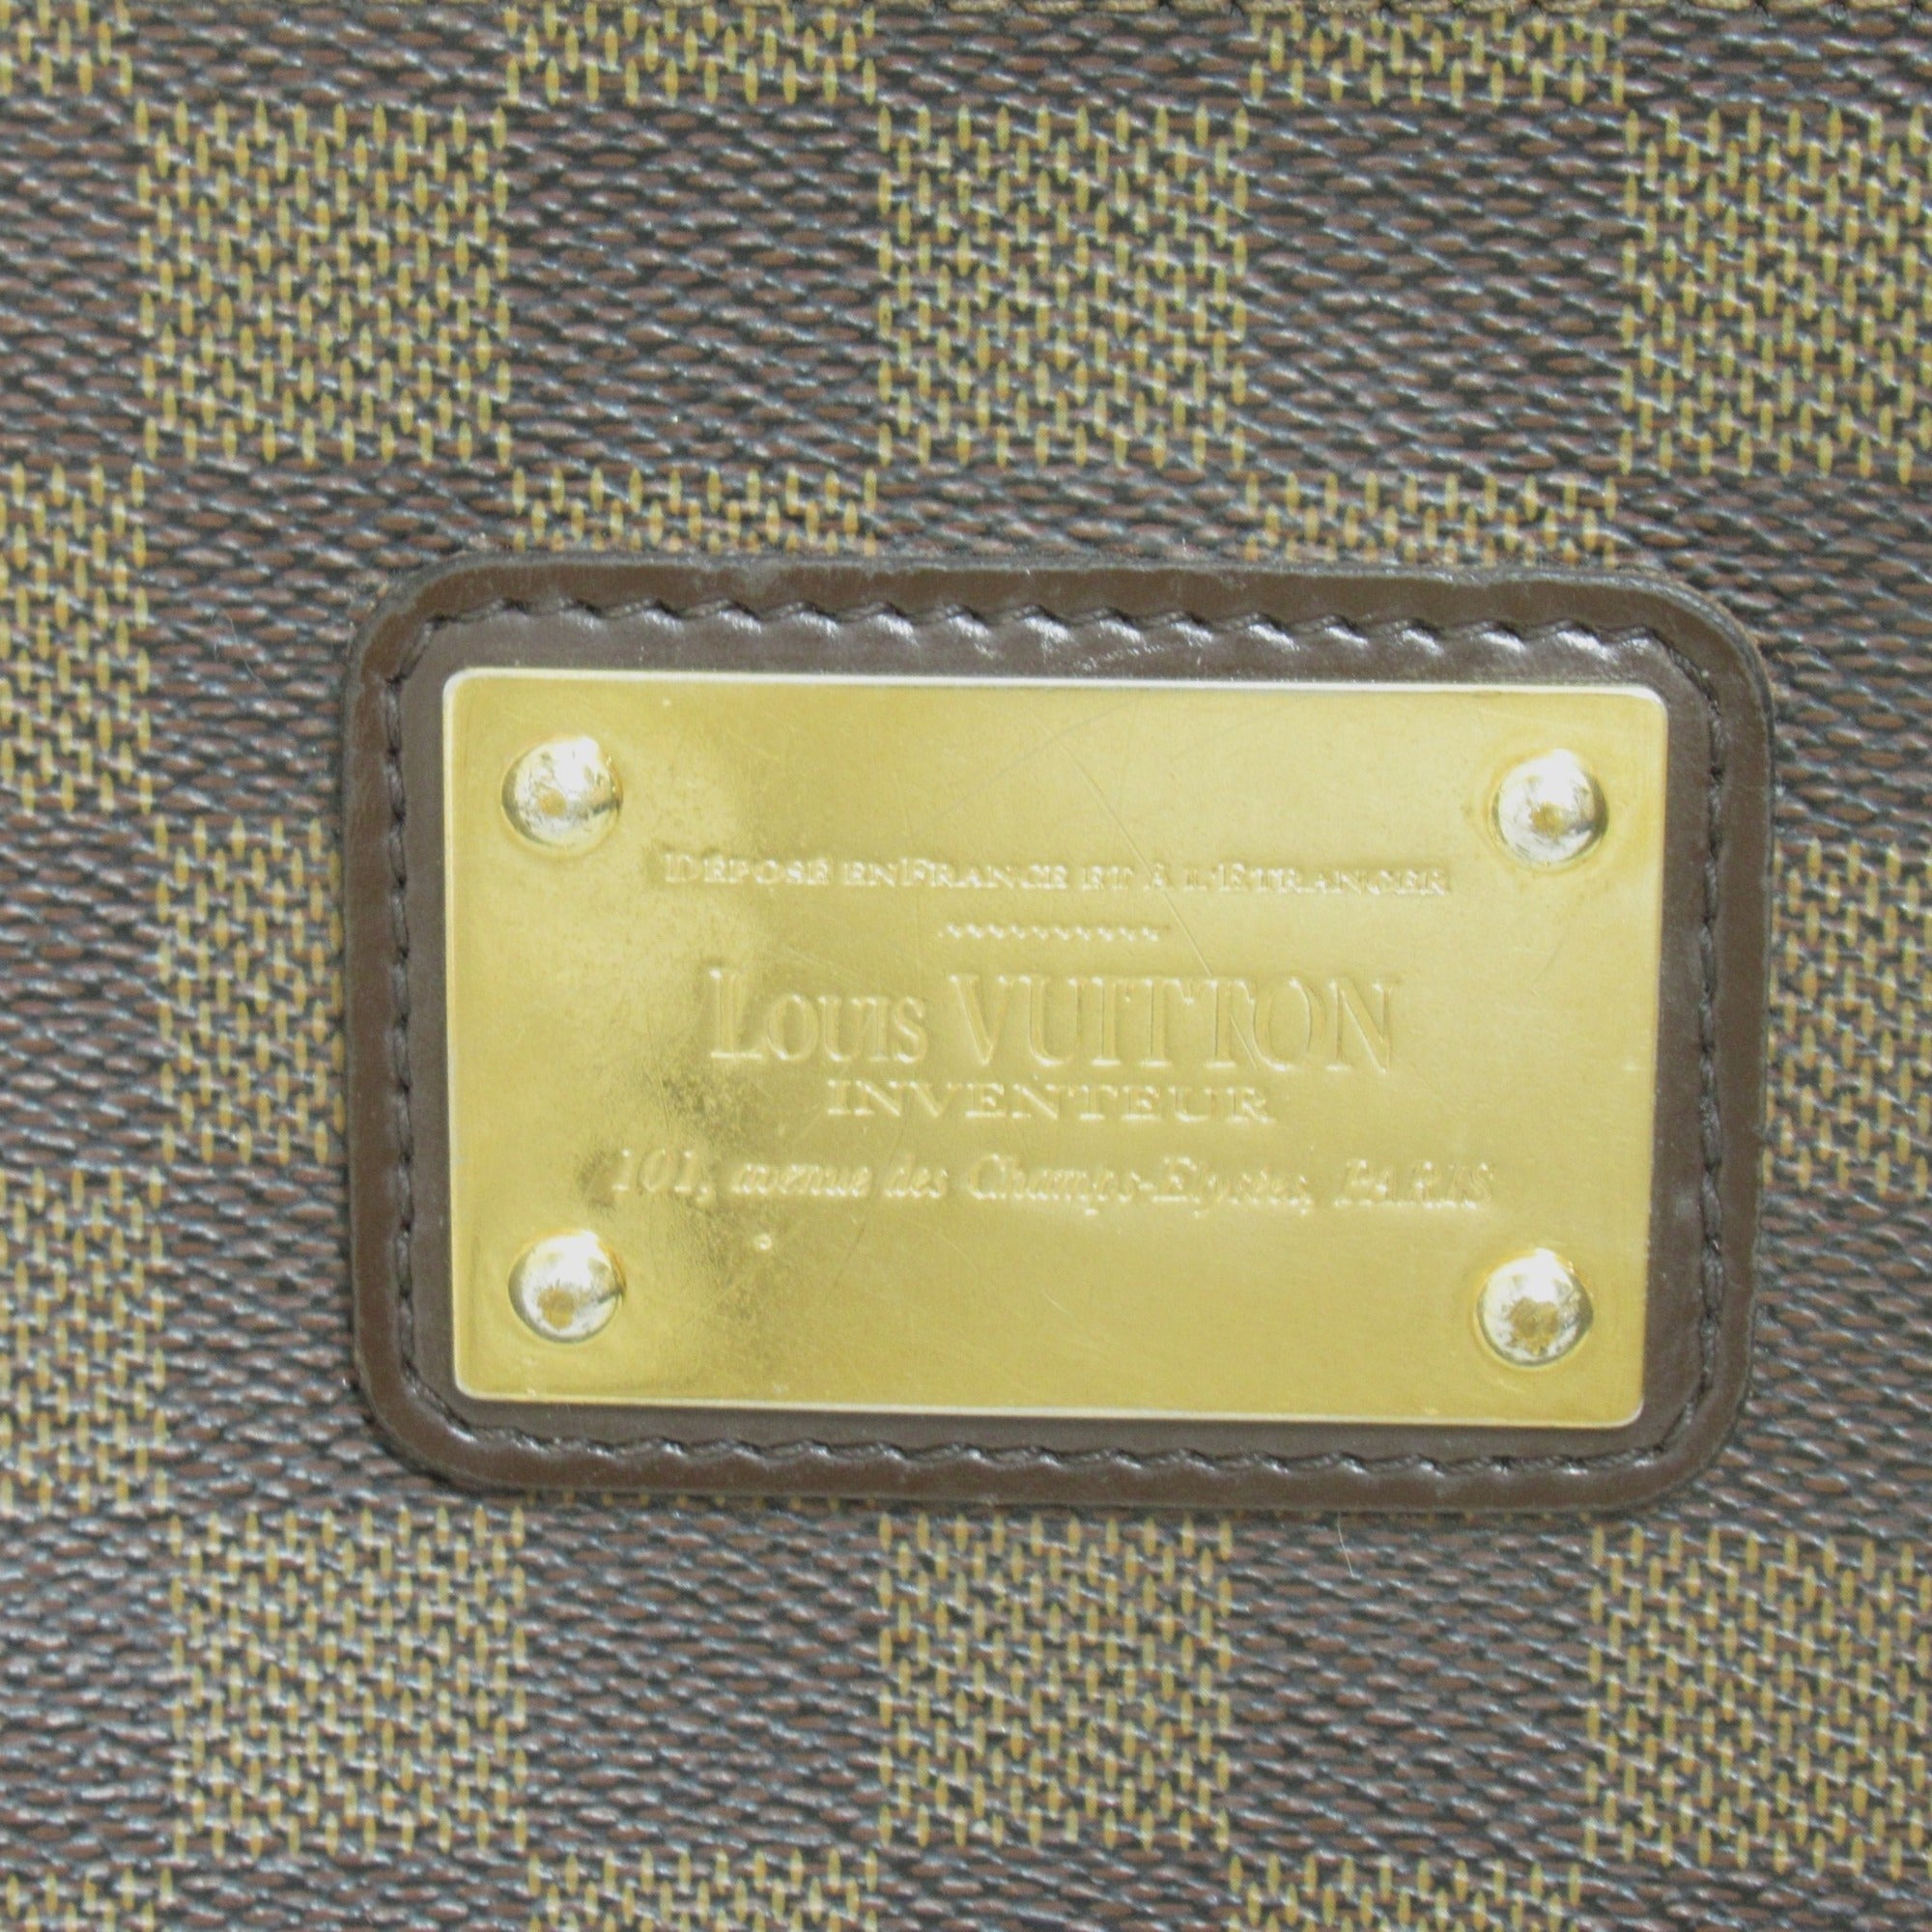 DÉPOSÉ EN FRANCE ET À L'ÉTRANGER
LOUIS VUITTON
INVENTEUR
101, avenue des Champs-Elysées, PARIS